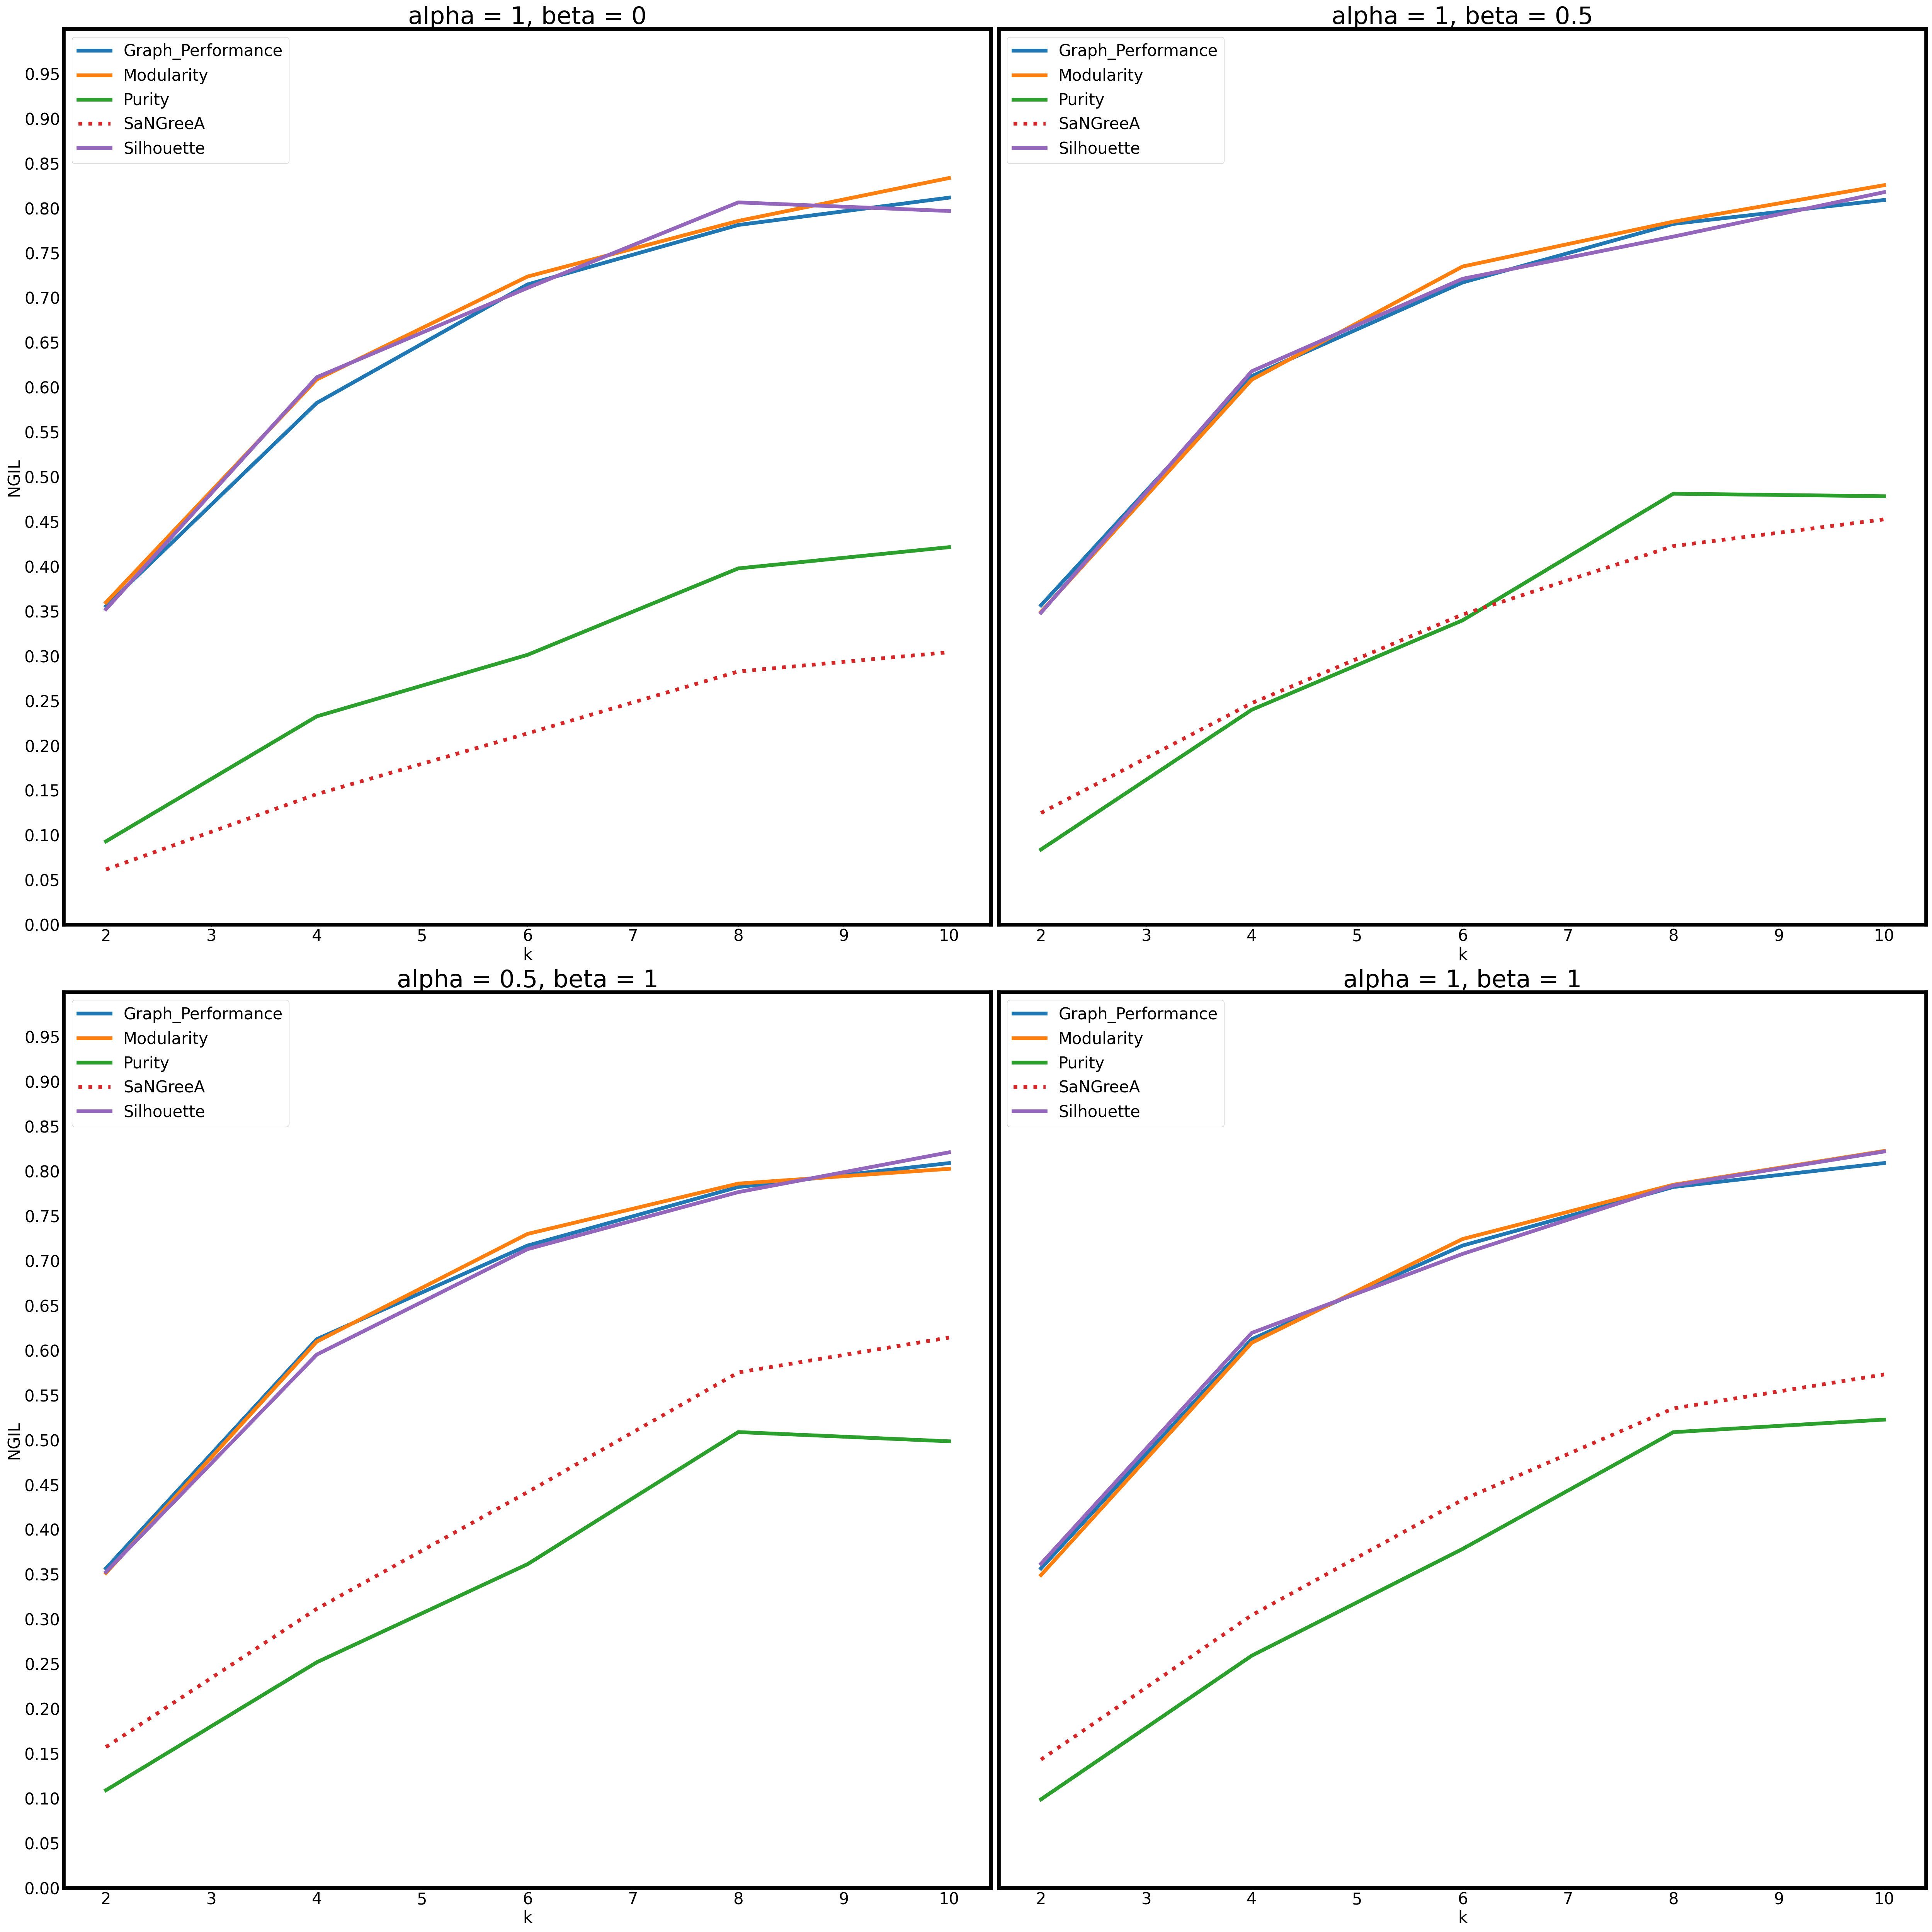 alpha = 1, beta = 0
Graph_Performance
Modularity
Purity
SaNGreeA
Silhouette
0.95
0.90
0.85
0.80
0.75
0.70
0.65
0.60
0.55
0.50
0.45
0.40
0.35
0.30
0.25
0.20
0.15
0.10
0.05
0.00
NGIL
2 3 4 5 6 7 8 9 10
k
alpha = 1, beta = 0.5
Graph_Performance
Modularity
Purity
SaNGreeA
Silhouette
2 3 4 5 6 7 8 9 10
k
alpha = 0.5, beta = 1
Graph_Performance
Modularity
Purity
SaNGreeA
Silhouette
0.95
0.90
0.85
0.80
0.75
0.70
0.65
0.60
0.55
0.50
0.45
0.40
0.35
0.30
0.25
0.20
0.15
0.10
0.05
0.00
NGIL
2 3 4 5 6 7 8 9 10
k
alpha = 1, beta = 1
Graph_Performance
Modularity
Purity
SaNGreeA
Silhouette
2 3 4 5 6 7 8 9 10
k